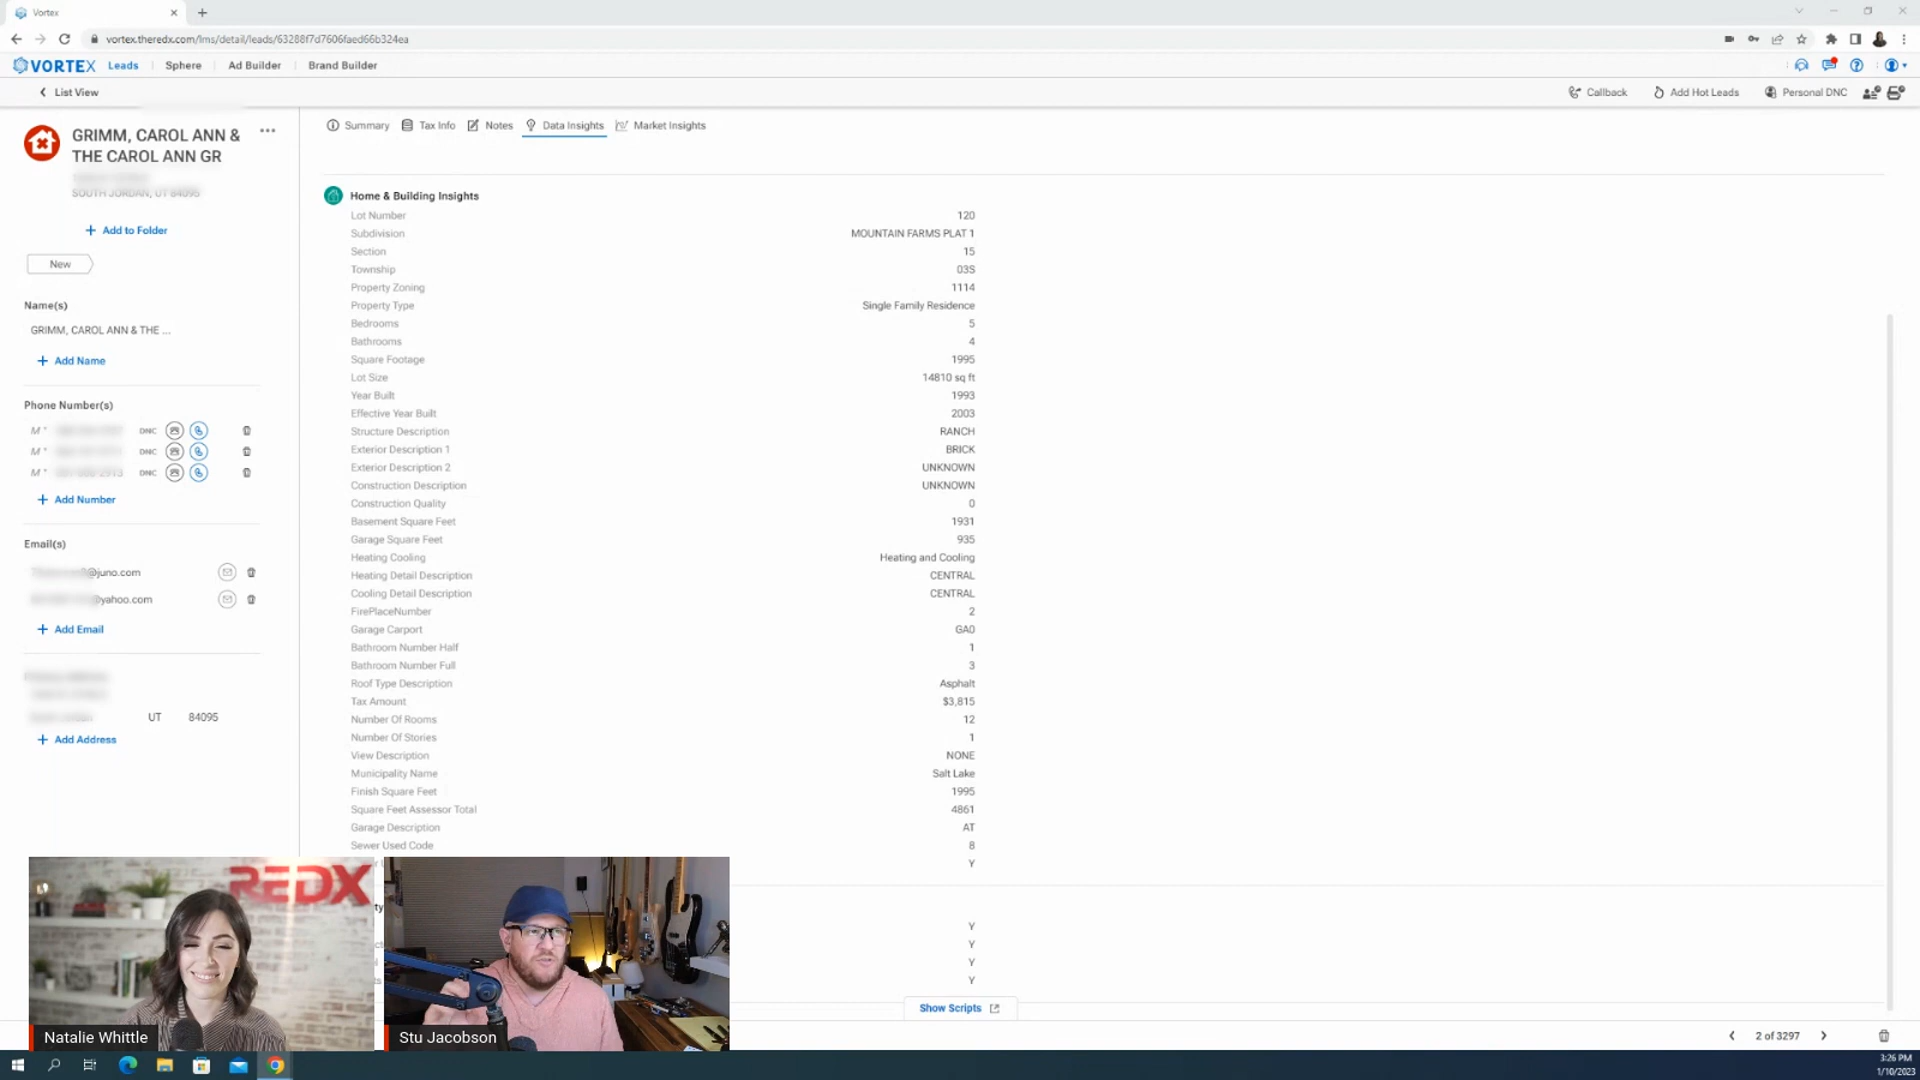 Vortex
vortex.theredx.com/lms/detail/leads/63288f7d7606faed66b324ea
VORTEX Leads Sphere Ad Builder Brand Builder
List View Callback Add Hot Leads Personal DNC
GRIMM, CAROL ANN &
THE CAROL ANN GR
SOUTH JORDAN, UT 84095
+ Add to Folder
New
Name(s)
GRIMM, CAROL ANN & THE ...
+ Add Name
Phone Number(s)
M * DNC
M * DNC
M * DNC
+ Add Number
Email(s)
@juno.com
@yahoo.com
+ Add Email
UT 84095
+ Add Address
Summary Tax Info Notes Data Insights Market Insights
Home & Building Insights
Lot Number 120
Subdivision MOUNTAIN FARMS PLAT 1
Section 15
Township 03S
Property Zoning 1114
Property Type Single Family Residence
Bedrooms 5
Bathrooms 4
Square Footage 1995
Lot Size 14810 sq ft
Year Built 1993
Effective Year Built 2003
Structure Description RANCH
Exterior Description 1 BRICK
Exterior Description 2 UNKNOWN
Construction Description UNKNOWN
Construction Quality 0
Basement Square Feet 1931
Garage Square Feet 935
Heating Cooling Heating and Cooling
Heating Detail Description CENTRAL
Cooling Detail Description CENTRAL
FirePlaceNumber 2
Garage Carport GA0
Bathroom Number Half 1
Bathroom Number Full 3
Roof Type Description Asphalt
Tax Amount $3,815
Number Of Rooms 12
Number Of Stories 1
View Description NONE
Municipality Name Salt Lake
Finish Square Feet 1995
Square Feet Assessor Total 4861
Garage Description AT
Sewer Used Code 8
Y
ty
Y
Y
Y
Y
REDX
Natalie Whittle
Stu Jacobson
Show Scripts
2 of 3297
3:26 PM
1/10/2023